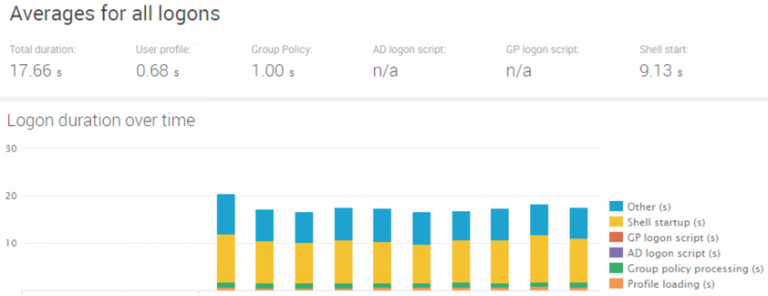 Averages for all logons
Total duration: User profile: Group Policy: AD logon script: GP logon script: Shell start:
17.66 s 0.68 s 1.00 s n/a n/a 9.13 s
Logon duration over time
30
20
10
Other (s)
Shell startup (s)
GP logon script (s)
AD logon script (s)
Group policy processing (s)
Profile loading (s)